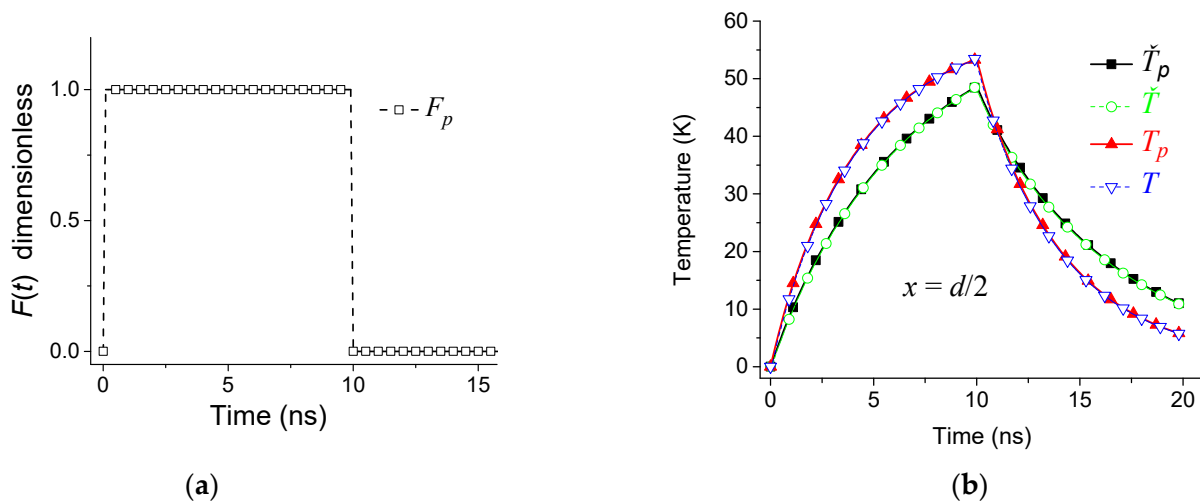 F(t) dimensionless
1.0
0.5
0.0
0 5 10 15
Time (ns)
F_p
(a)
Temperature (K)
60
50
40
30
20
10
0
0 5 10 15 20
Time (ns)
Ť_p
Ť
T_p
T
x = d/2
(b)